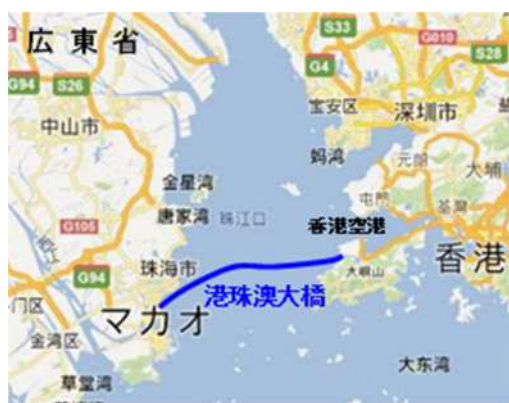 広東省
S33
G010
G4
S28
G94
S26
宝安区
深圳市
中山市
妈湾
元朗
大埔
金星湾
屯門
荃灣
唐家湾
珠江口
香港空港
G105
西江
香港
珠海市
大嶼山
G94
港珠澳大橋
门区
マカオ
金湾区
大东湾
草堂湾